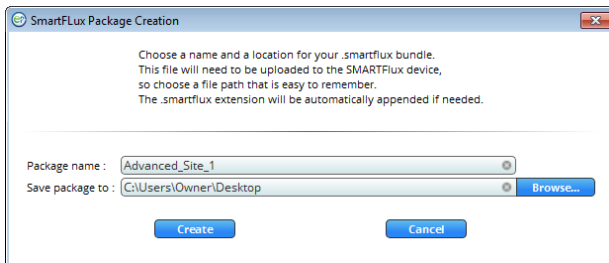 SmartFLux Package Creation
Choose a name and a location for your .smartflux bundle.
This file will need to be uploaded to the SMARTFlux device,
so choose a file path that is easy to remember.
The .smartflux extension will be automatically appended if needed.
Package name : Advanced_Site_1
Save package to : C:\Users\Owner\Desktop Browse...
Create Cancel